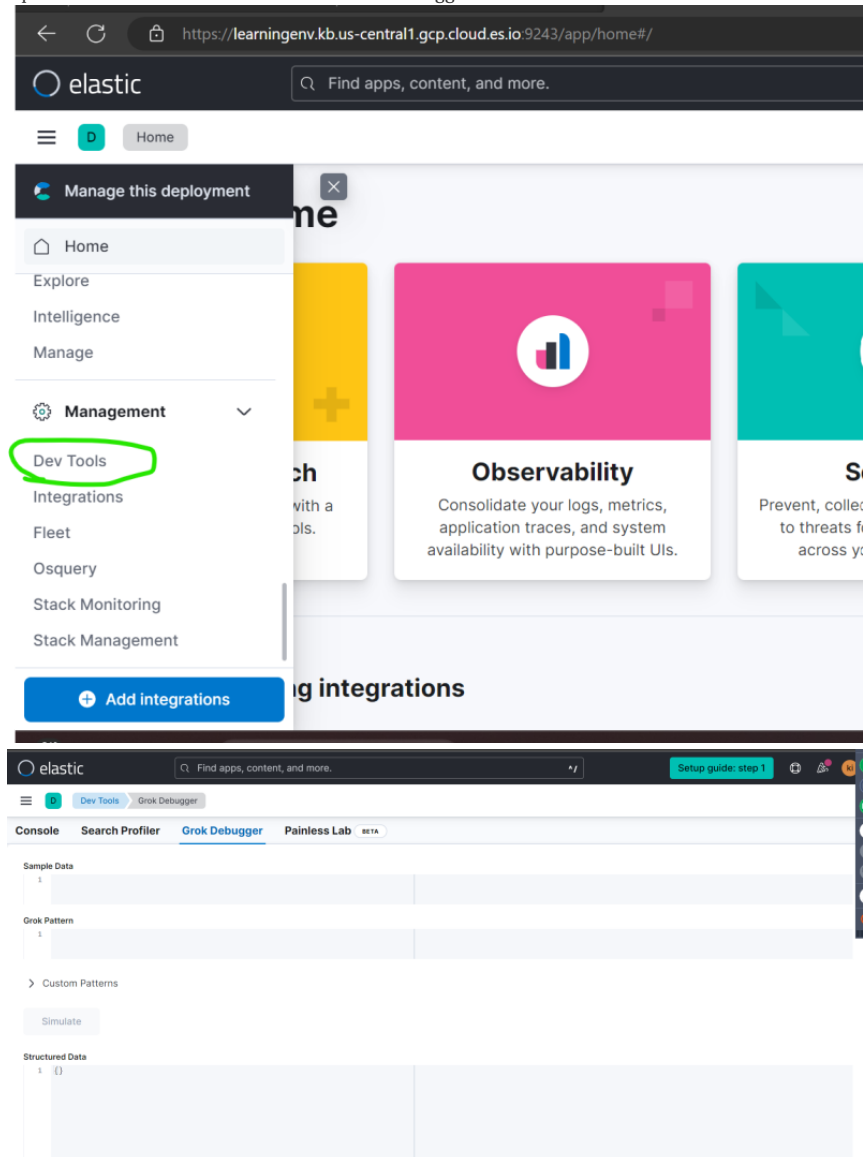 https://learningenv.kb.us-central1.gcp.cloud.es.io:9243/app/home#/
elastic
Find apps, content, and more.
D
Home
Manage this deployment
me
Home
Explore
Intelligence
Manage
Management
Dev Tools
Integrations
Fleet
Osquery
Stack Monitoring
Stack Management
Add integrations
ch
with a
ols.
Observability
Consolidate your logs, metrics,
application traces, and system
availability with purpose-built UIs.
Se
Prevent, collec
to threats f
across yo
ng integrations
elastic
Find apps, content, and more.
^/
Setup guide: step 1
ki
D
Dev Tools
Grok Debugger
Console
Search Profiler
Grok Debugger
Painless Lab
BETA
Sample Data
1
Grok Pattern
1
Custom Patterns
Simulate
Structured Data
1 {}